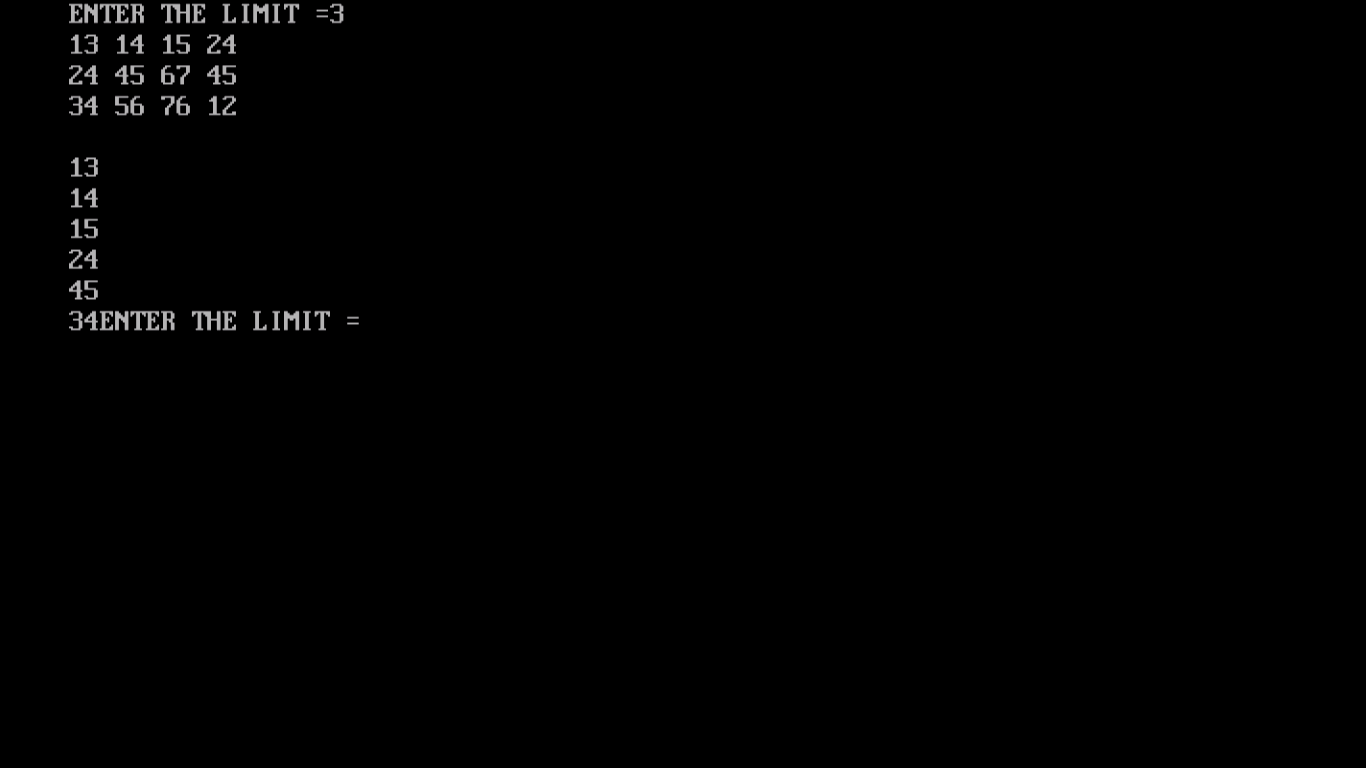 ENTER THE LIMIT =3
13 14 15 24
24 45 67 45
34 56 76 12
13
14
15
24
45
34ENTER THE LIMIT =